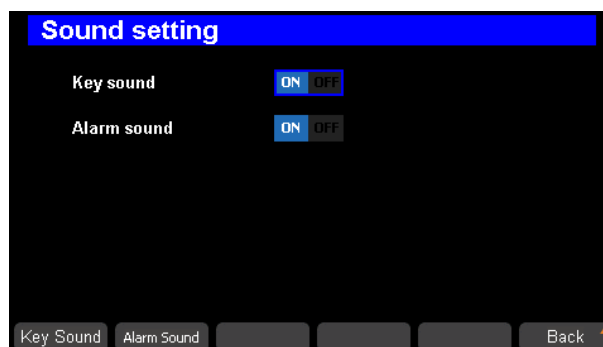 Sound setting
Key sound ON OFF
Alarm sound ON OFF
Key Sound Alarm Sound Back